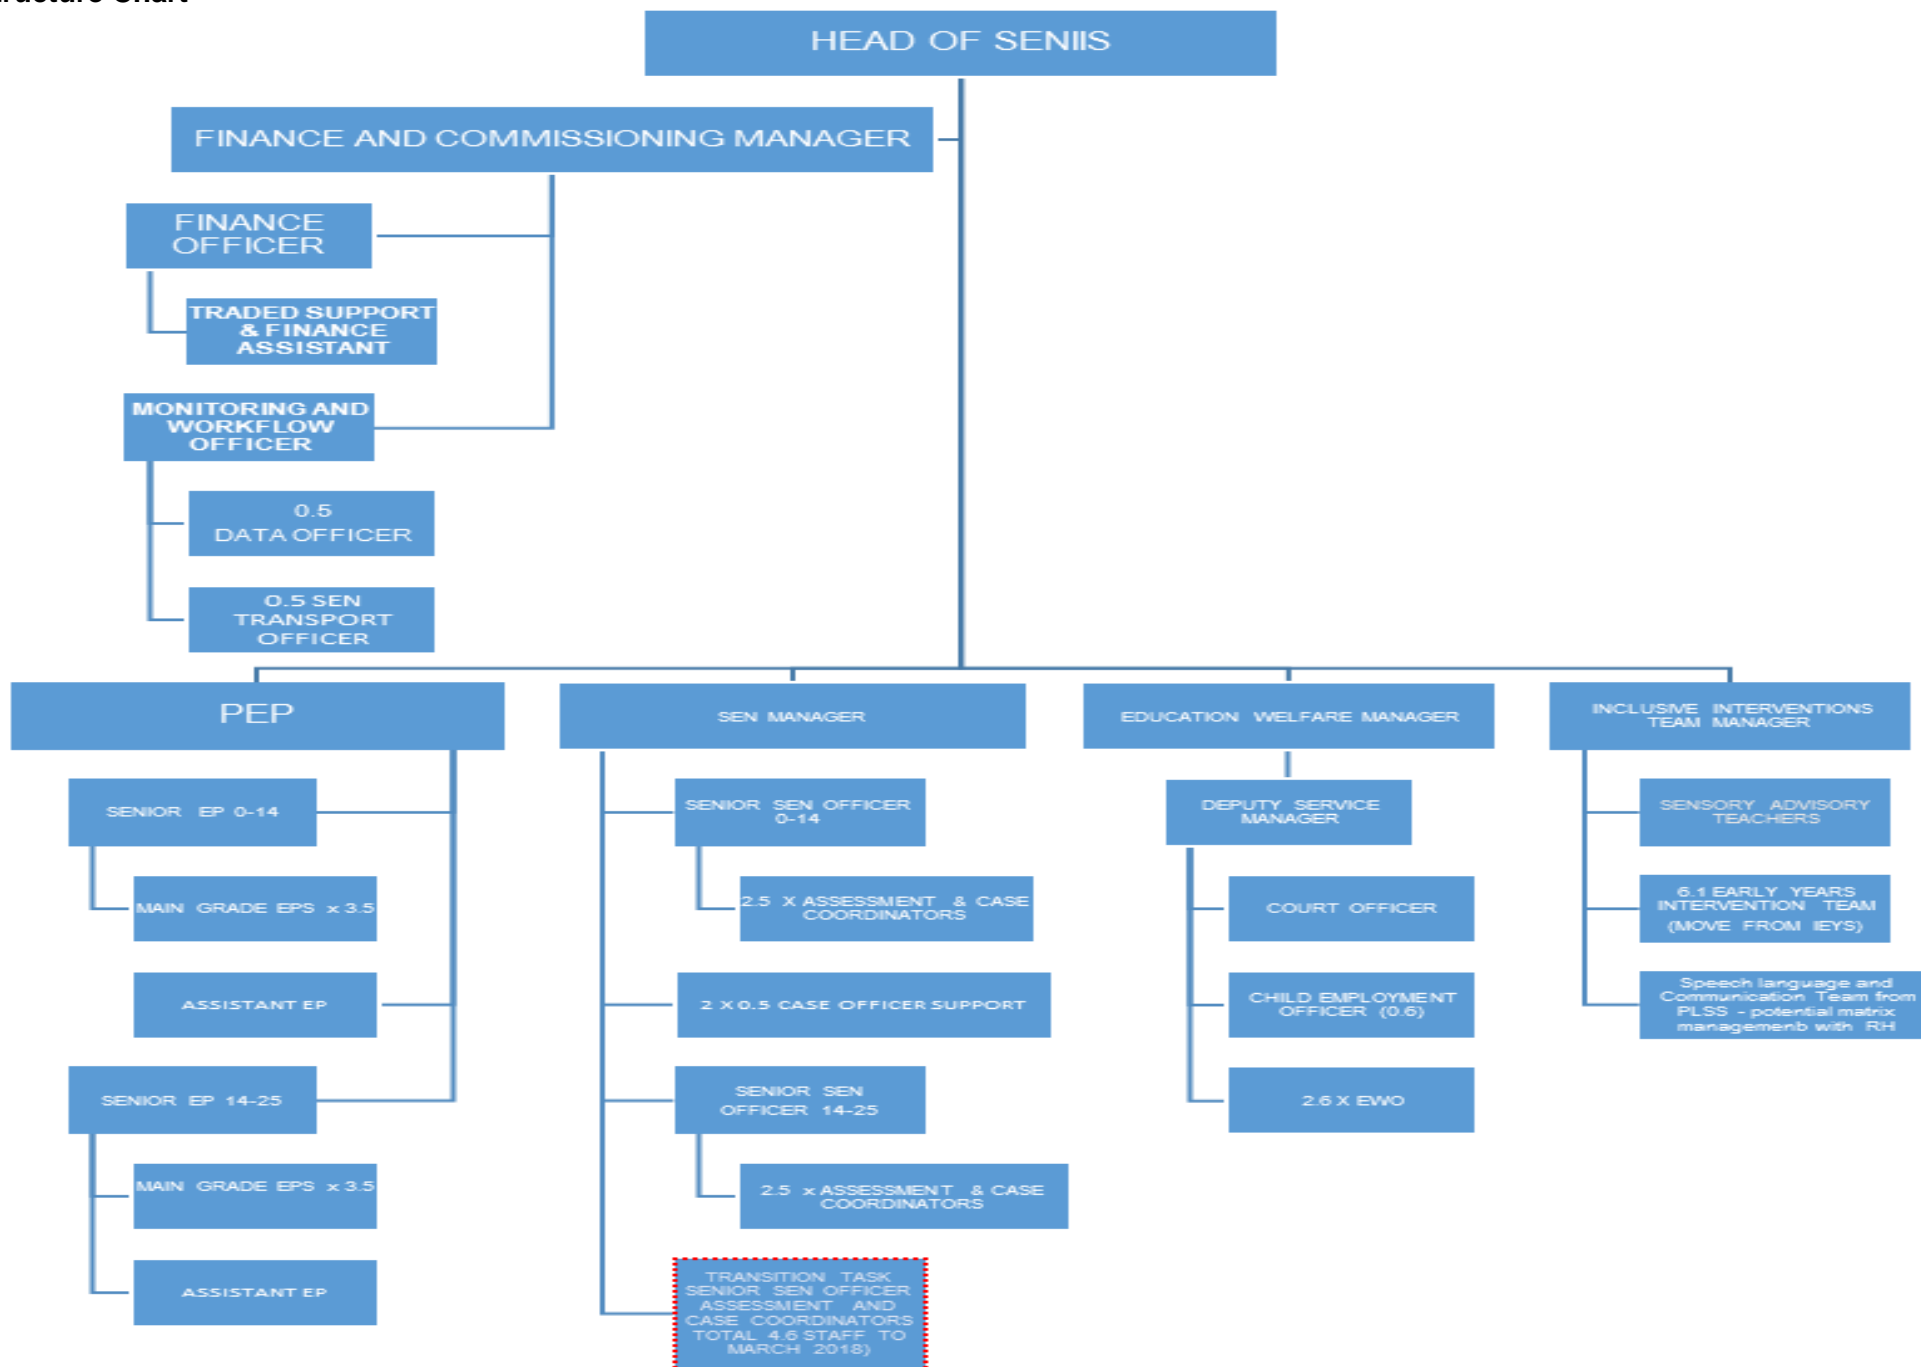 HEAD OF SENIIS
FINANCE AND COMMISSIONING MANAGER
FINANCE
OFFICER
TRADED SUPPORT
& FINANCE
ASSISTANT
MONITORING AND
WORKFLOW
OFFICER
0.5
DATA OFFICER
0.5 SEN
TRANSPORT
OFFICER
PEP
SENIOR EP 0-14
MAIN GRADE EPS x 3.5
ASSISTANT EP
SENIOR EP 14-25
MAIN GRADE EPS x 3.5
ASSISTANT EP
SEN MANAGER
SENIOR SEN OFFICER
0-14
2.5 X ASSESSMENT & CASE
COORDINATORS
2 X 0.5 CASE OFFICER SUPPORT
SENIOR SEN
OFFICER 14-25
2.5 x ASSESSMENT & CASE
COORDINATORS
TRANSITION TASK
SENIOR SEN OFFICER
ASSESSMENT AND
CASE COORDINATORS
TOTAL 4.6 STAFF TO
MARCH 2018)
EDUCATION WELFARE MANAGER
DEPUTY SERVICE
MANAGER
COURT OFFICER
CHILD EMPLOYMENT
OFFICER (0.6)
2.6 X EWO
INCLUSIVE INTERVENTIONS
TEAM MANAGER
SENSORY ADVISORY
TEACHERS
6.1 EARLY YEARS
INTERVENTION TEAM
(MOVE FROM IEYS)
Speech language and
Communication Team from
PLSS - potential matrix
managemenb with RH